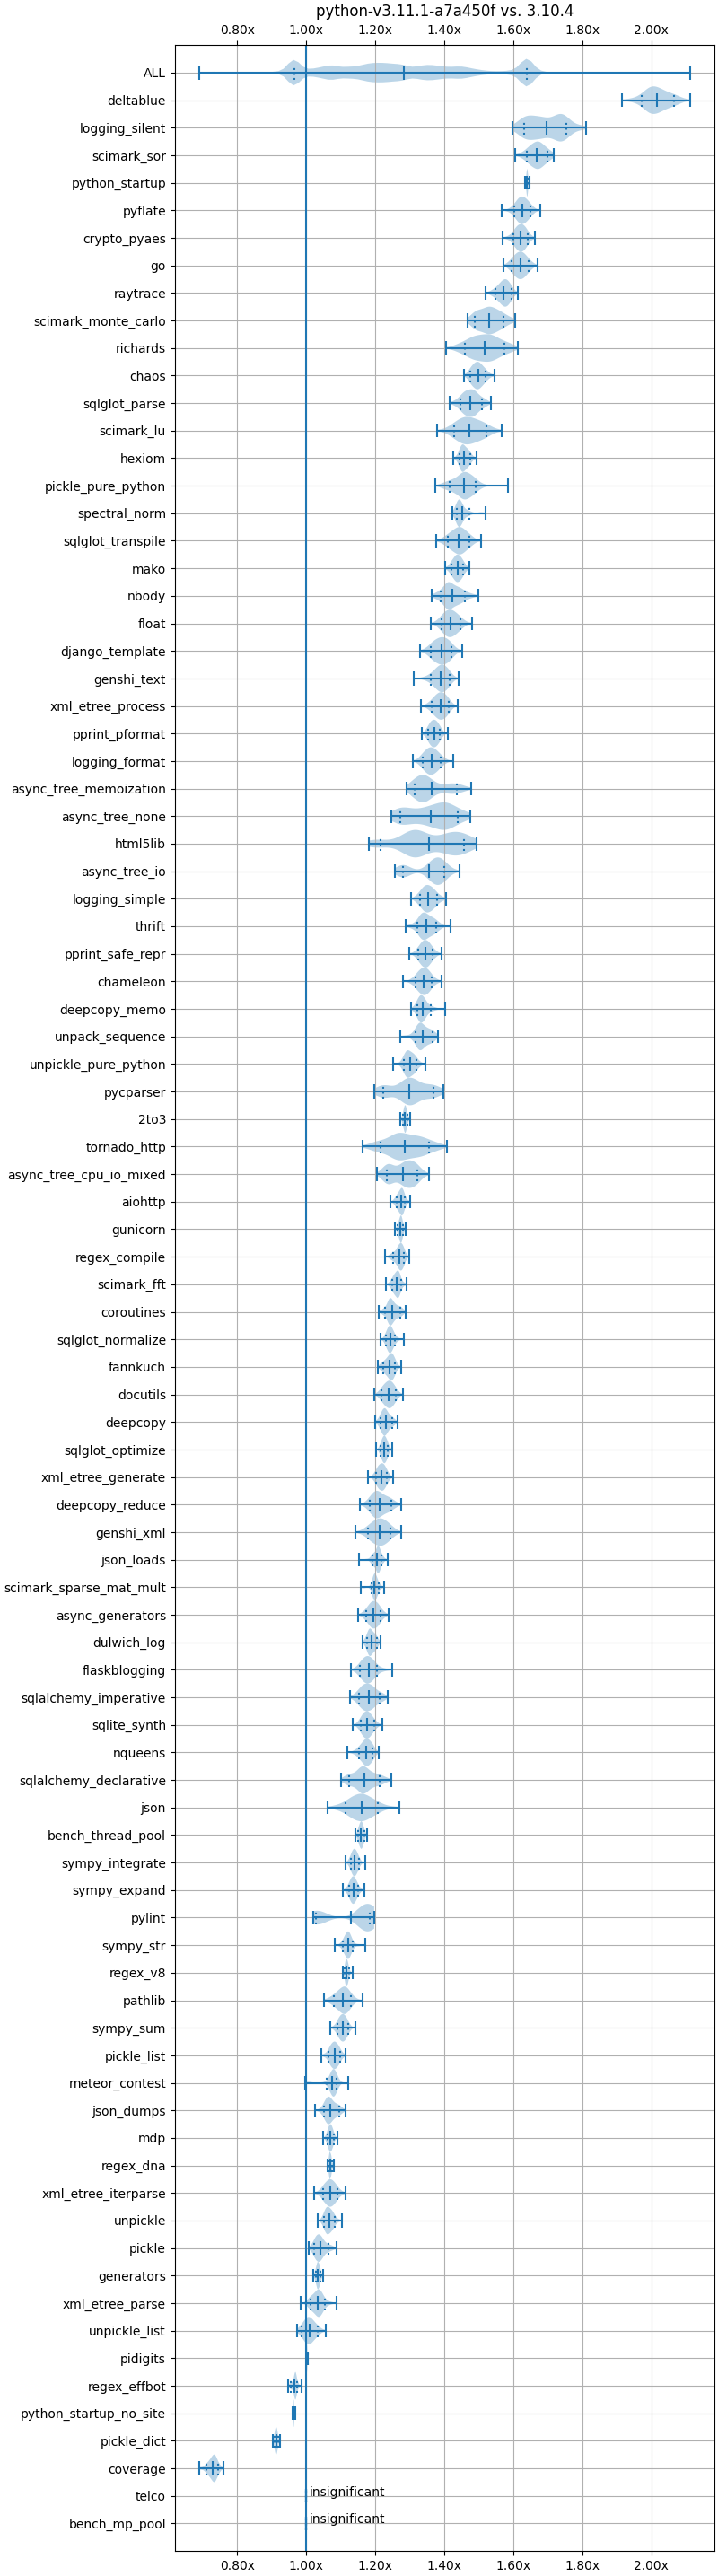 python-v3.11.1-a7a450f vs. 3.10.4
0.80x 1.00x 1.20x 1.40x 1.60x 1.80x 2.00x
ALL
deltablue
logging_silent
scimark_sor
python_startup
pyflate
crypto_pyaes
go
raytrace
scimark_monte_carlo
richards
chaos
sqlglot_parse
scimark_lu
hexiom
pickle_pure_python
spectral_norm
sqlglot_transpile
mako
nbody
float
django_template
genshi_text
xml_etree_process
pprint_pformat
logging_format
async_tree_memoization
async_tree_none
html5lib
async_tree_io
logging_simple
thrift
pprint_safe_repr
chameleon
deepcopy_memo
unpack_sequence
unpickle_pure_python
pycparser
2to3
tornado_http
async_tree_cpu_io_mixed
aiohttp
gunicorn
regex_compile
scimark_fft
coroutines
sqlglot_normalize
fannkuch
docutils
deepcopy
sqlglot_optimize
xml_etree_generate
deepcopy_reduce
genshi_xml
json_loads
scimark_sparse_mat_mult
async_generators
dulwich_log
flaskblogging
sqlalchemy_imperative
sqlite_synth
nqueens
sqlalchemy_declarative
json
bench_thread_pool
sympy_integrate
sympy_expand
pylint
sympy_str
regex_v8
pathlib
sympy_sum
pickle_list
meteor_contest
json_dumps
mdp
regex_dna
xml_etree_iterparse
unpickle
pickle
generators
xml_etree_parse
unpickle_list
pidigits
regex_effbot
python_startup_no_site
pickle_dict
coverage
telco insignificant
bench_mp_pool insignificant
0.80x 1.00x 1.20x 1.40x 1.60x 1.80x 2.00x